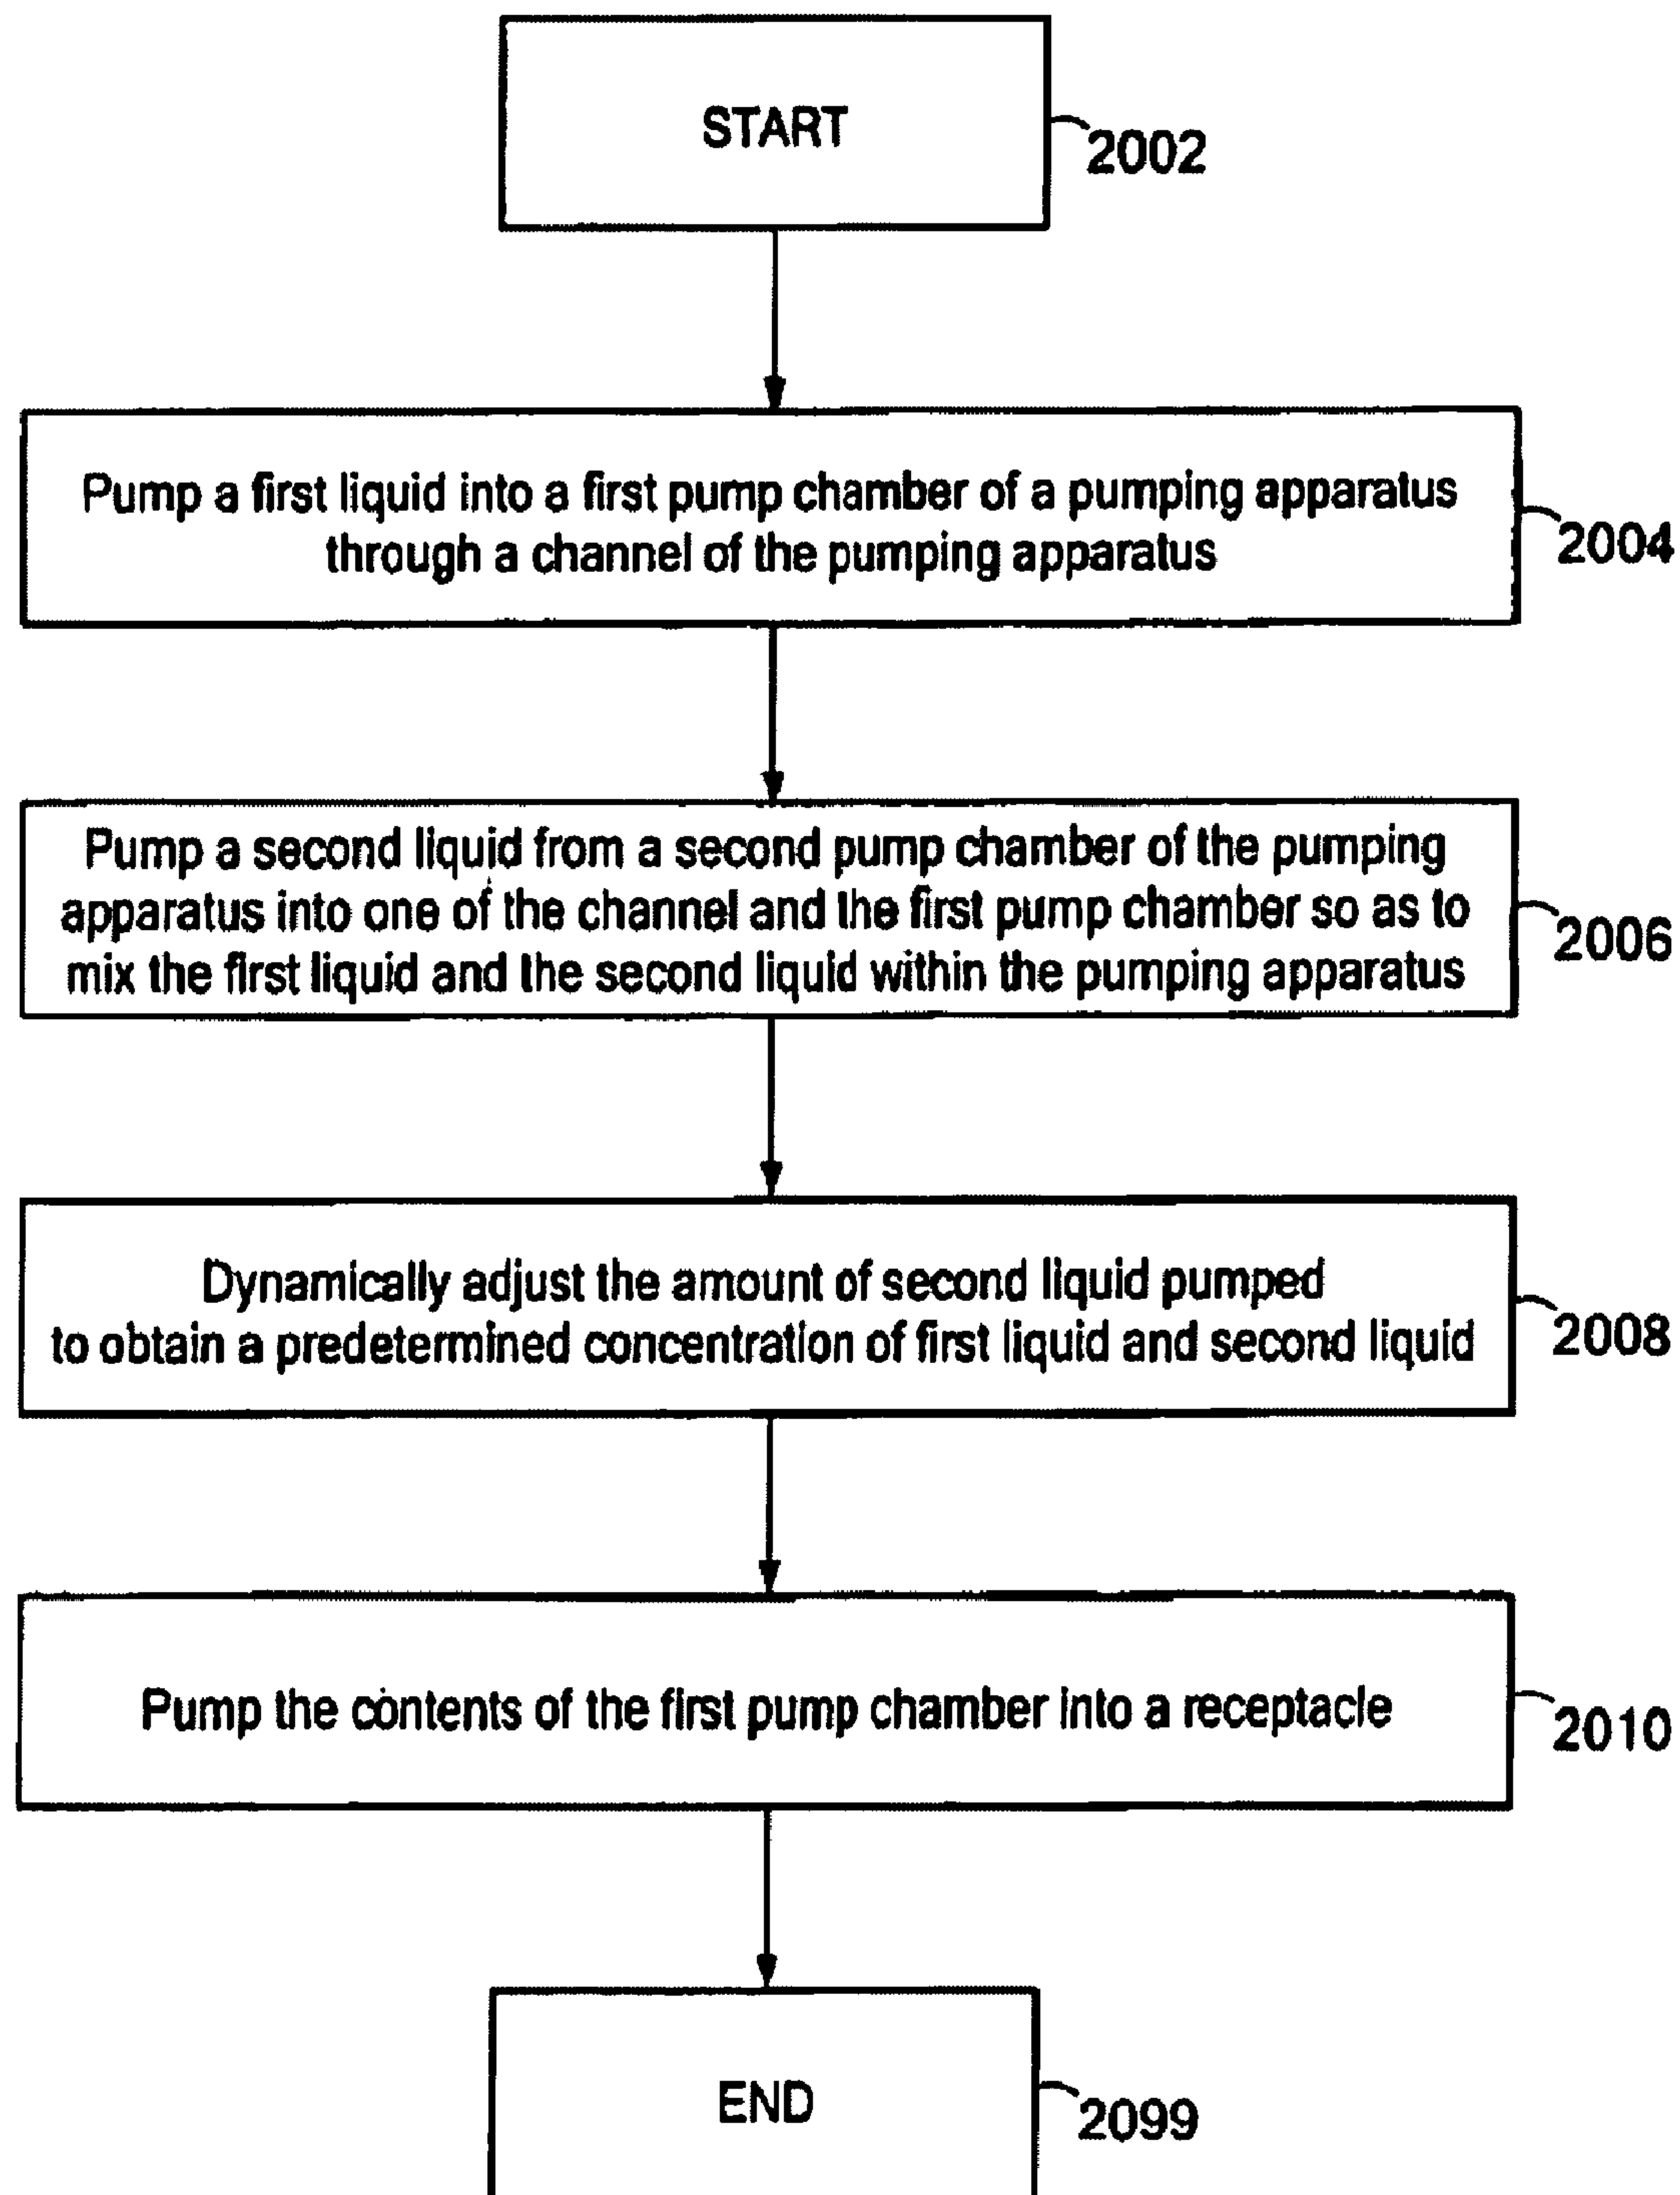 START
2002
Pump a first liquid into a first pump chamber of a pumping apparatus
through a channel of the pumping apparatus
2004
Pump a second liquid from a second pump chamber of the pumping
apparatus into one of the channel and the first pump chamber so as to
mix the first liquid and the second liquid within the pumping apparatus
2006
Dynamically adjust the amount of second liquid pumped
to obtain a predetermined concentration of first liquid and second liquid
2008
Pump the contents of the first pump chamber into a receptacle
2010
END
2099